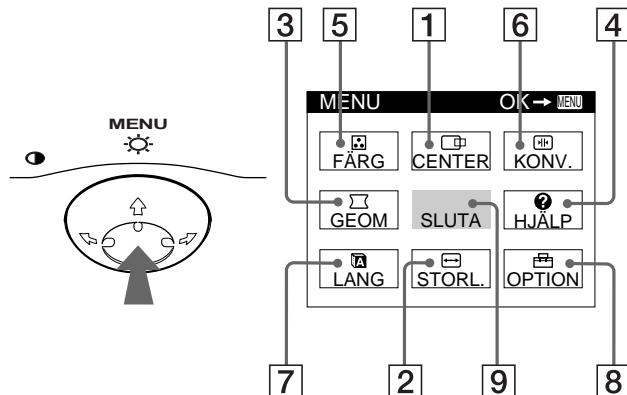 3 5 1 6 4
MENU
MENU OK → MENU
FÄRG CENTER KONV.
GEOM SLUTA HJÄLP
LANG STORL. OPTION
7 2 9 8